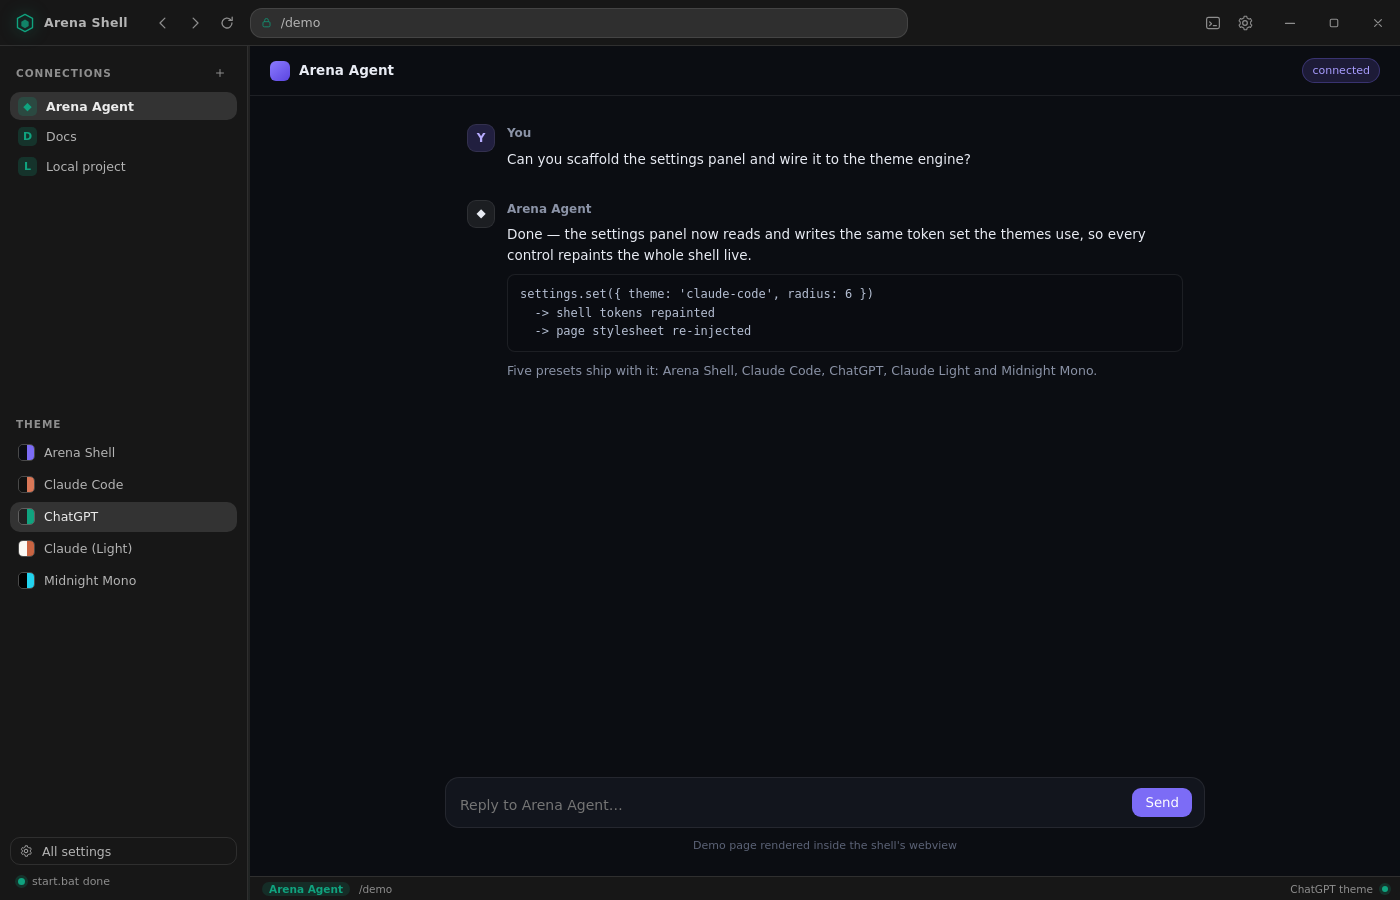 Arena Shell
/demo
CONNECTIONS
Arena Agent
D Docs
L Local project
THEME
Arena Shell
Claude Code
ChatGPT
Claude (Light)
Midnight Mono
All settings
start.bat done
Arena Agent
connected
Y You
Can you scaffold the settings panel and wire it to the theme engine?
Arena Agent
Done — the settings panel now reads and writes the same token set the themes use, so every
control repaints the whole shell live.
settings.set({ theme: 'claude-code', radius: 6 })
-> shell tokens repainted
-> page stylesheet re-injected
Five presets ship with it: Arena Shell, Claude Code, ChatGPT, Claude Light and Midnight Mono.
Reply to Arena Agent...
Send
Demo page rendered inside the shell's webview
Arena Agent /demo
ChatGPT theme